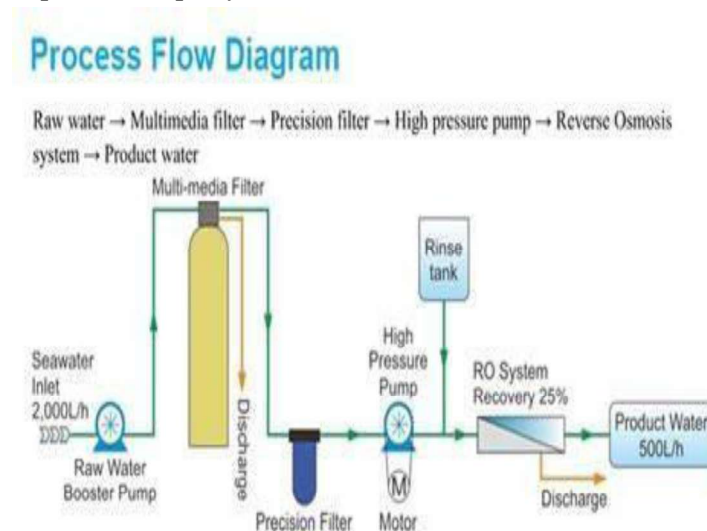 Process Flow Diagram
Raw water → Multimedia filter → Precision filter → High pressure pump → Reverse Osmosis
system → Product water
Multi-media Filter
Rinse
tank
High
Pressure
Pump
Seawater
Inlet
2,000L/h
RO System
Recovery 25%
Product Water
500L/h
Discharge
Raw Water
Booster Pump
M
Discharge
Precision Filter
Motor